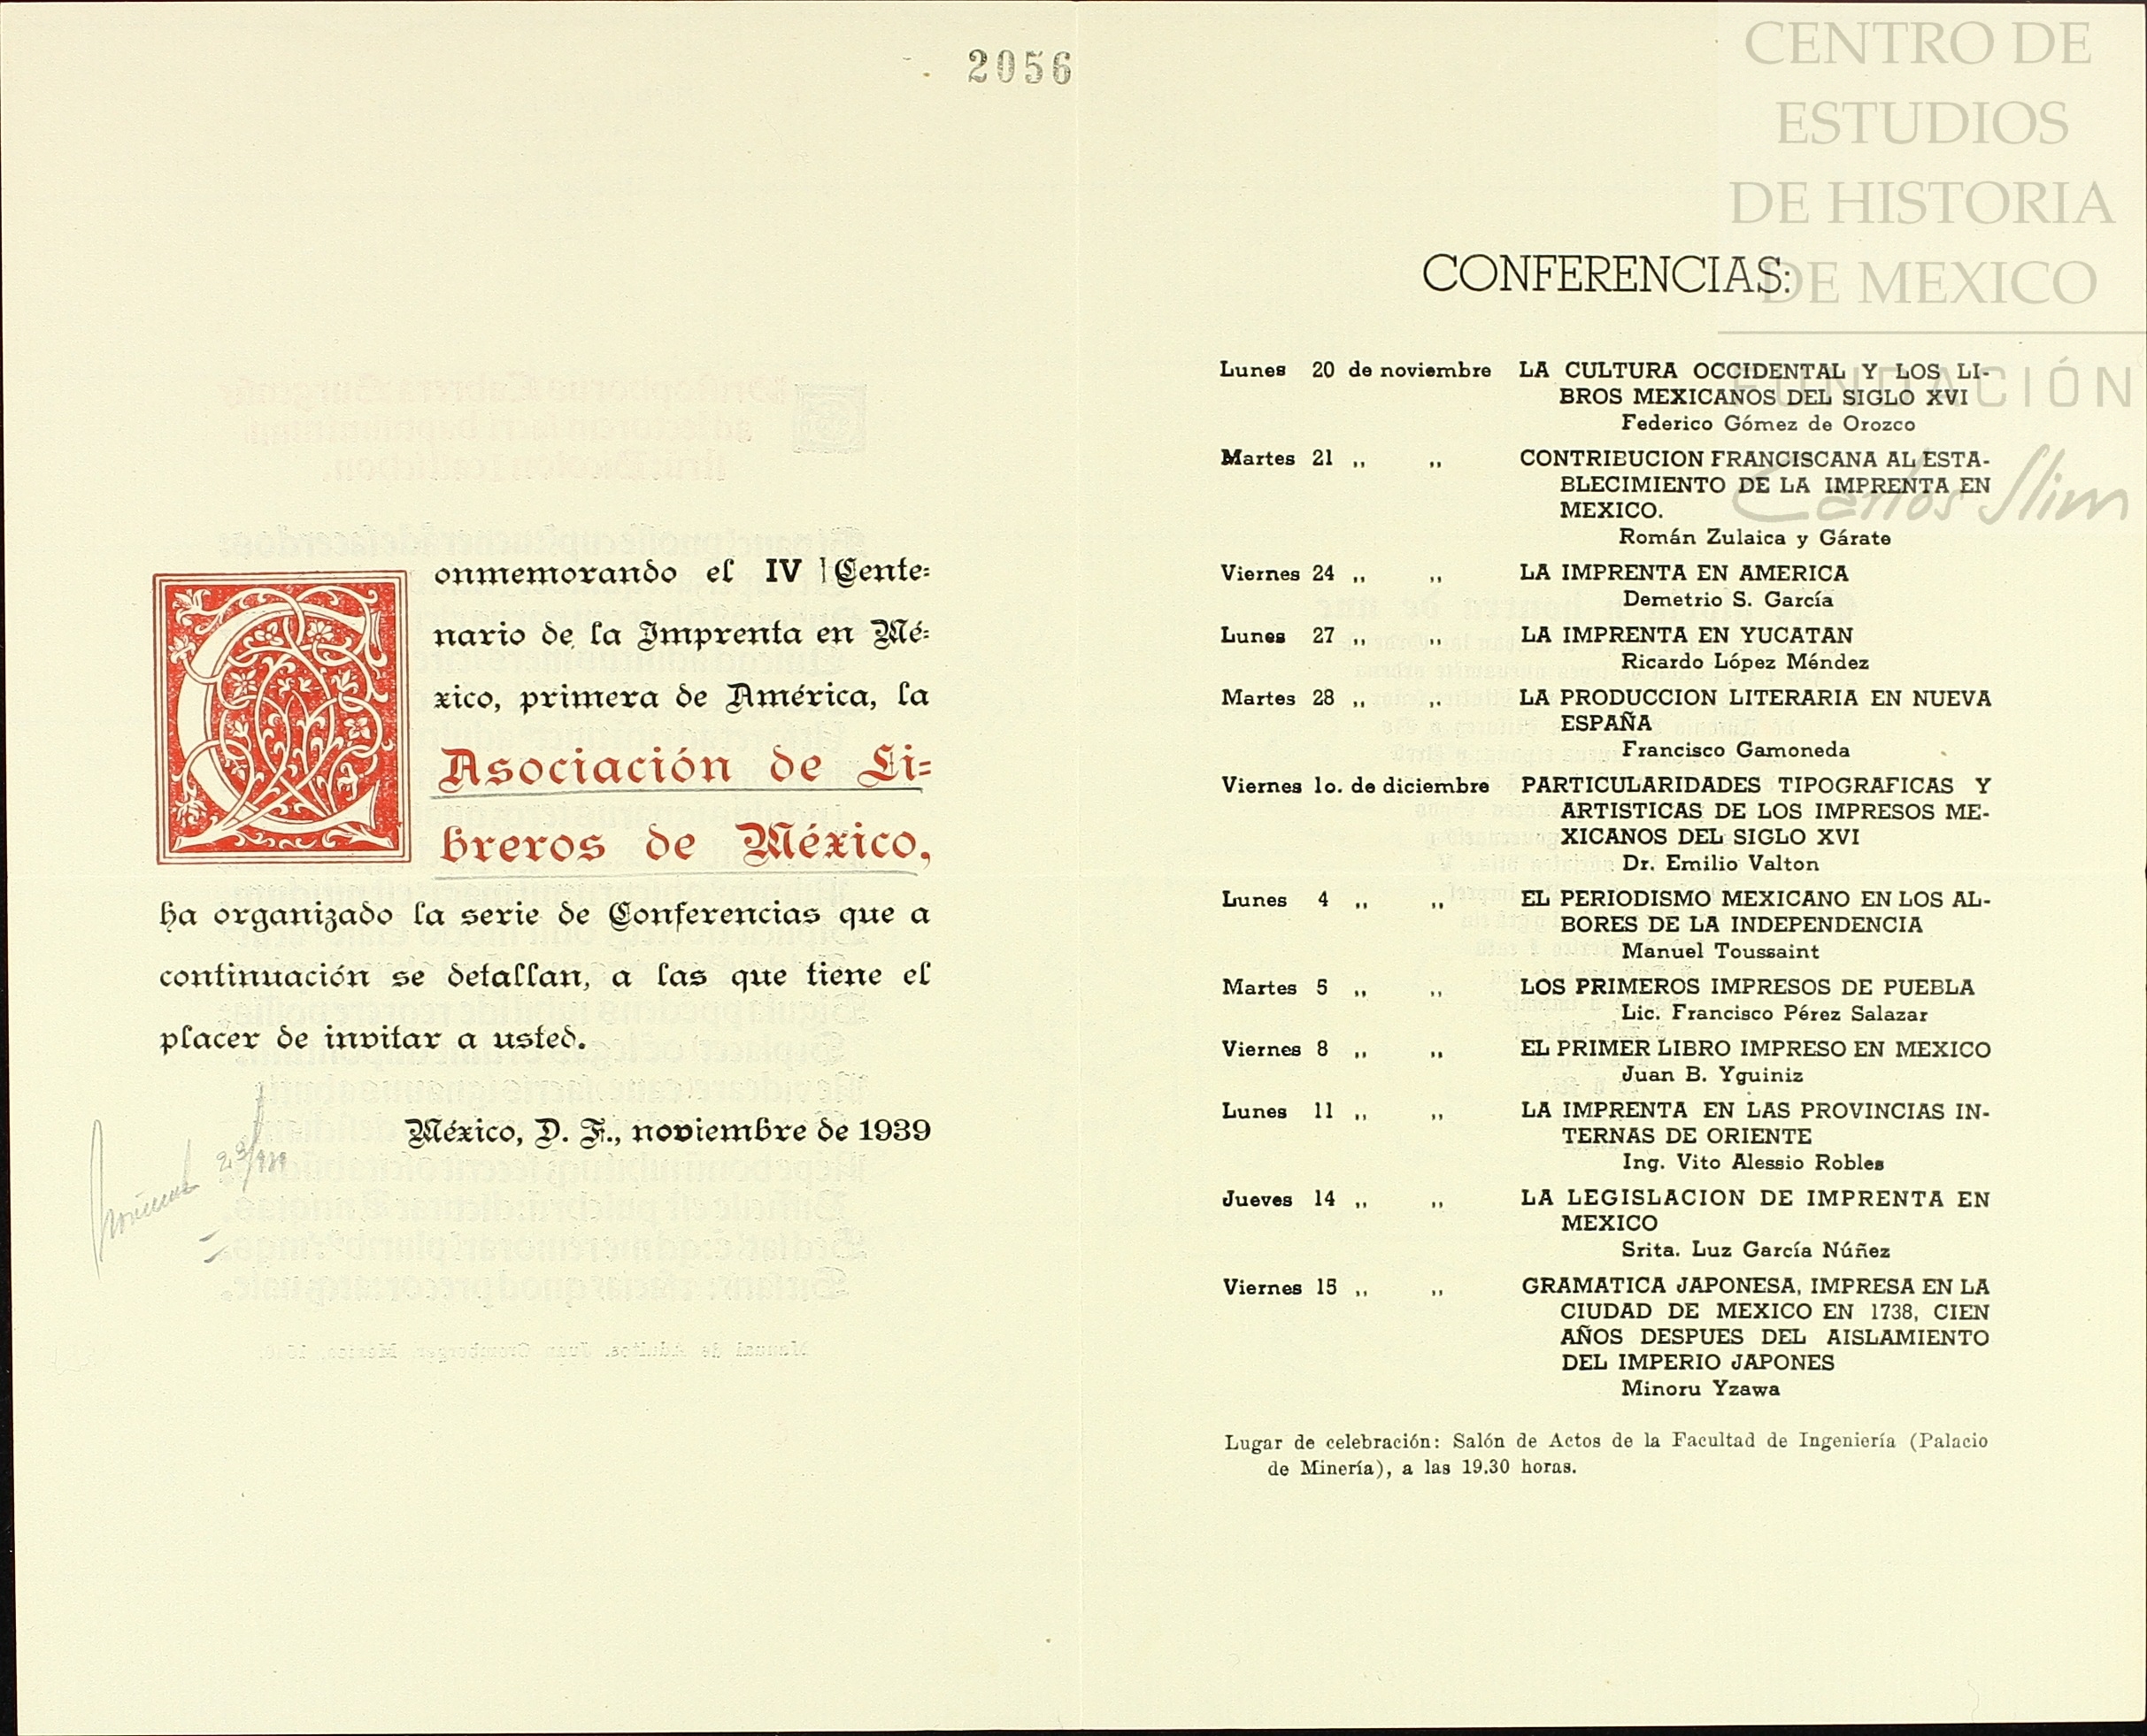 2056
Conmemorando el IV Cente-
nario de la Imprenta en Mé-
xico, primera de América, la
Asociación de Li-
breros de México,
ha organizado la serie de Conferencias que a
continuación se detallan, a las que tiene el
placer de invitar a usted.
México, D. F., noviembre de 1939
CENTRO DE
ESTUDIOS
DE HISTORIA
DE MEXICO
FUNDACIÓN
Carlos Slim
CONFERENCIAS:
Lunes 20 de noviembre LA CULTURA OCCIDENTAL Y LOS LI-
BROS MEXICANOS DEL SIGLO XVI
Federico Gómez de Orozco
Martes 21 ,, ,, CONTRIBUCION FRANCISCANA AL ESTA-
BLECIMIENTO DE LA IMPRENTA EN
MEXICO.
Román Zulaica y Gárate
Viernes 24 ,, ,, LA IMPRENTA EN AMERICA
Demetrio S. García
Lunes 27 ,, ,, LA IMPRENTA EN YUCATAN
Ricardo López Méndez
Martes 28 ,, ,, LA PRODUCCION LITERARIA EN NUEVA
ESPAÑA
Francisco Gamoneda
Viernes 1o. de diciembre PARTICULARIDADES TIPOGRAFICAS Y
ARTISTICAS DE LOS IMPRESOS ME-
XICANOS DEL SIGLO XVI
Dr. Emilio Valton
Lunes 4 ,, ,, EL PERIODISMO MEXICANO EN LOS AL-
BORES DE LA INDEPENDENCIA
Manuel Toussaint
Martes 5 ,, ,, LOS PRIMEROS IMPRESOS DE PUEBLA
Lic. Francisco Pérez Salazar
Viernes 8 ,, ,, EL PRIMER LIBRO IMPRESO EN MEXICO
Juan B. Yguiniz
Lunes 11 ,, ,, LA IMPRENTA EN LAS PROVINCIAS IN-
TERNAS DE ORIENTE
Ing. Vito Alessio Robles
Jueves 14 ,, ,, LA LEGISLACION DE IMPRENTA EN
MEXICO
Srita. Luz García Núñez
Viernes 15 ,, ,, GRAMATICA JAPONESA, IMPRESA EN LA
CIUDAD DE MEXICO EN 1738, CIEN
AÑOS DESPUES DEL AISLAMIENTO
DEL IMPERIO JAPONES
Minoru Yzawa
Lugar de celebración: Salón de Actos de la Facultad de Ingeniería (Palacio
de Minería), a las 19.30 horas.